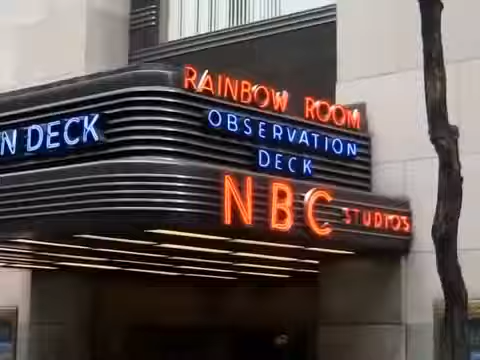 N DECK
RAINBOW ROOM
OBSERVATION
DECK
NBC STUDIOS